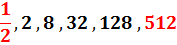 1/2, 2, 8, 32, 128, 512